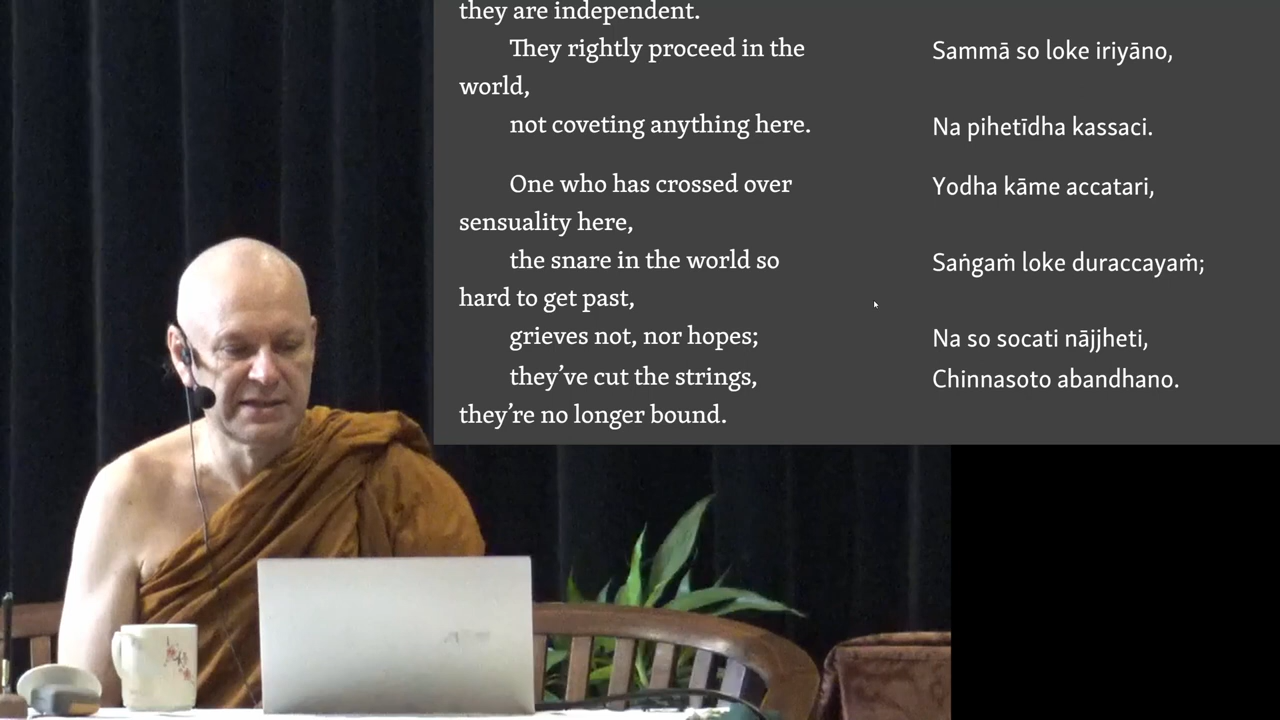 they are independent.
They rightly proceed in the
world,
not coveting anything here.
One who has crossed over
sensuality here,
the snare in the world so
hard to get past,
grieves not, nor hopes;
they’ve cut the strings,
they’re no longer bound.
Sammā so loke iriyāno,
Na pihetīdha kassaci.
Yodha kāme accatari,
Saṅgaṁ loke duraccayaṁ;
Na so socati nājjheti,
Chinnasoto abandhano.